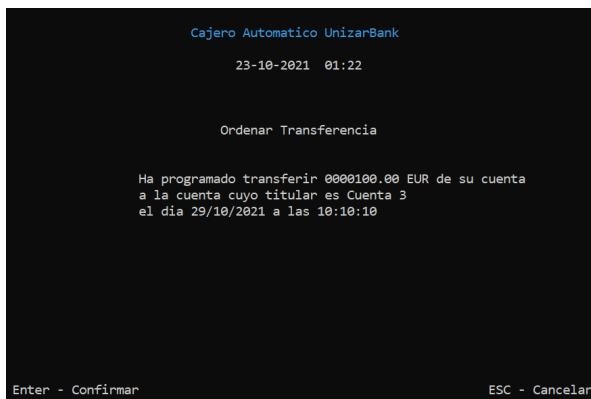 Cajero Automatico UnizarBank
23-10-2021 01:22
Ordenar Transferencia
Ha programado transferir 0000100.00 EUR de su cuenta
a la cuenta cuyo titular es Cuenta 3
el dia 29/10/2021 a las 10:10:10
Enter - Confirmar ESC - Cancelar